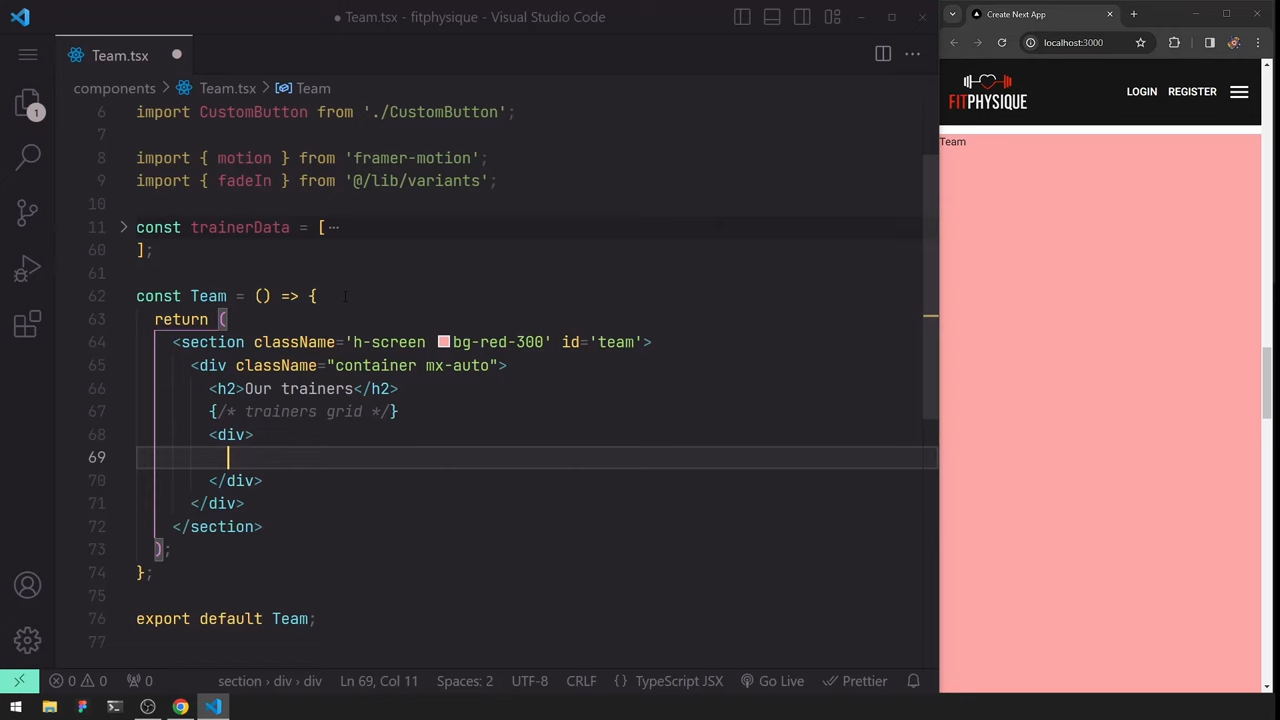 ● Team.tsx - fitphysique - Visual Studio Code
Team.tsx ●
components > Team.tsx > Team
6 import CustomButton from './CustomButton';
7
8 import { motion } from 'framer-motion';
9 import { fadeIn } from '@/lib/variants';
10
11 const trainerData = [ ⋯
60 ];
61
62 const Team = () => {
63 return (
64 <section className='h-screen bg-red-300' id='team'>
65 <div className="container mx-auto">
66 <h2>Our trainers</h2>
67 {/* trainers grid */}
68 <div>
69
70 </div>
71 </div>
72 </section>
73 );
74 };
75
76 export default Team;
77
1
0 0 0 section > div > div Ln 69, Col 11 Spaces: 2 UTF-8 CRLF {} TypeScript JSX Go Live Prettier
Create Next App
localhost:3000
FITPHYSIQUE LOGIN REGISTER
Team